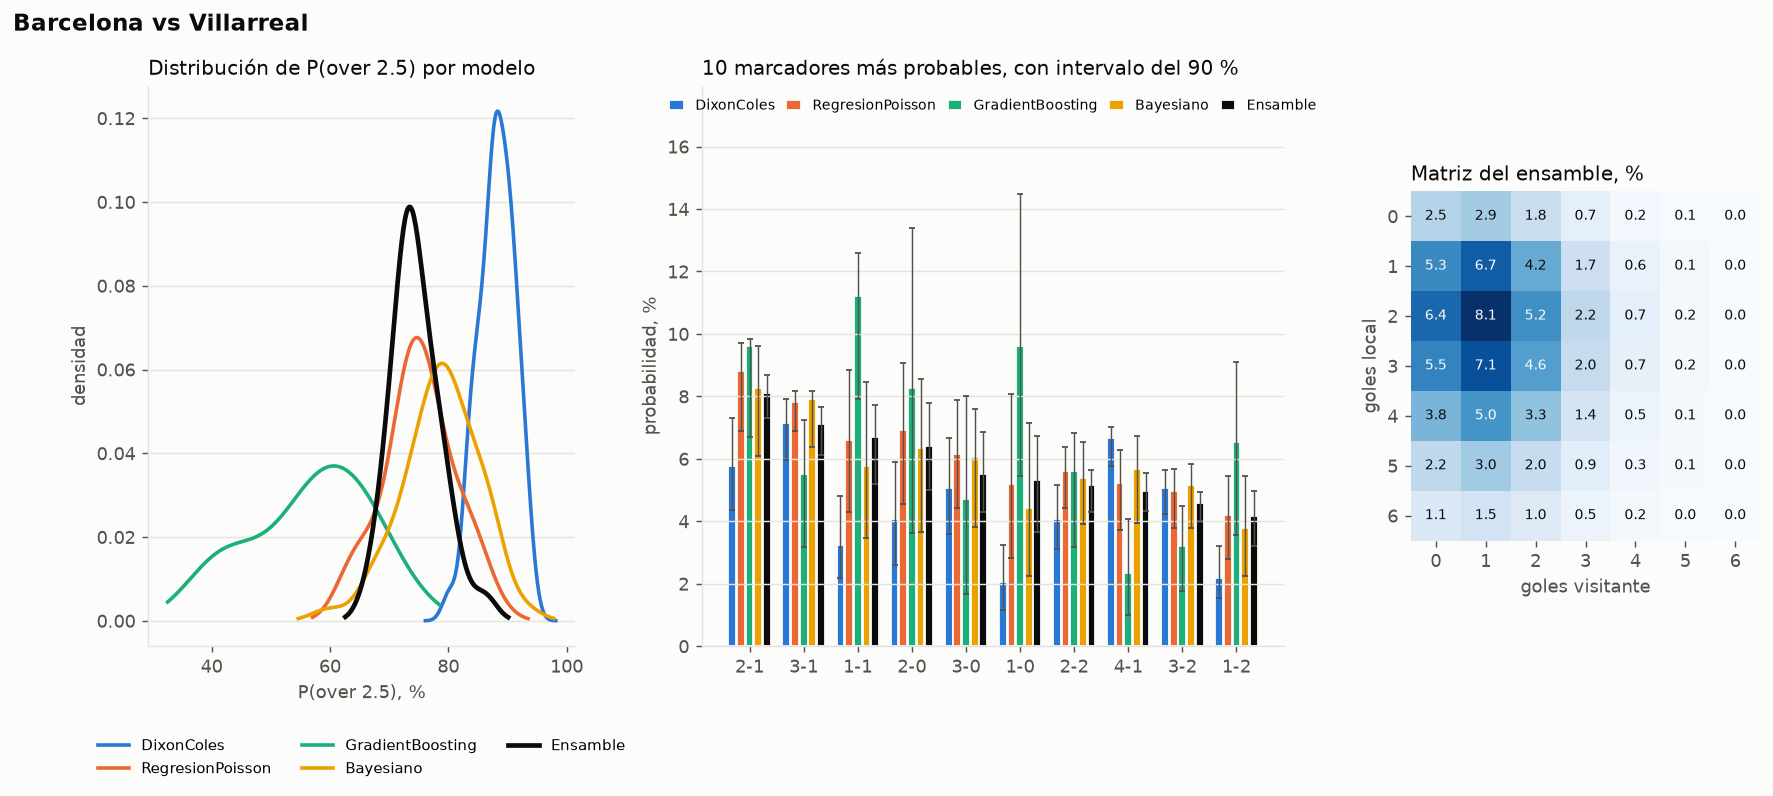 Barcelona vs Villarreal
Distribución de P(over 2.5) por modelo
densidad
0.12
0.10
0.08
0.06
0.04
0.02
0.00
40 60 80 100
P(over 2.5), %
DixonColes GradientBoosting Ensamble
RegresionPoisson Bayesiano
10 marcadores más probables, con intervalo del 90 %
DixonColes RegresionPoisson GradientBoosting Bayesiano Ensamble
probabilidad, %
16
14
12
10
8
6
4
2
0
2-1 3-1 1-1 2-0 3-0 1-0 2-2 4-1 3-2 1-2
Matriz del ensamble, %
goles local
0 2.5 2.9 1.8 0.7 0.2 0.1 0.0
1 5.3 6.7 4.2 1.7 0.6 0.1 0.0
2 6.4 8.1 5.2 2.2 0.7 0.2 0.0
3 5.5 7.1 4.6 2.0 0.7 0.2 0.0
4 3.8 5.0 3.3 1.4 0.5 0.1 0.0
5 2.2 3.0 2.0 0.9 0.3 0.1 0.0
6 1.1 1.5 1.0 0.5 0.2 0.0 0.0
0 1 2 3 4 5 6
goles visitante